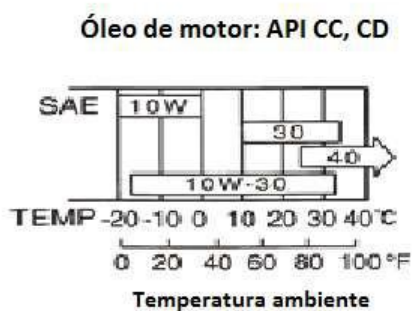 Óleo de motor: API CC, CD
SAE
10W
30
40
10W-30
TEMP -20 -10 0 10 20 30 40°C
0 20 40 60 80 100 °F
Temperatura ambiente